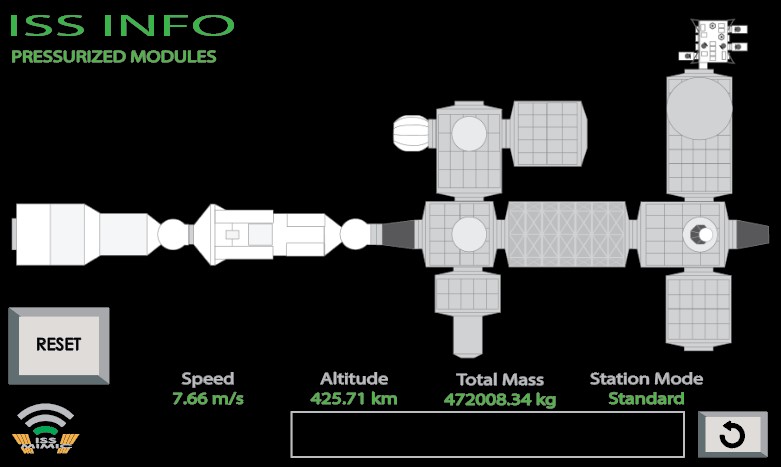 ISS INFO
PRESSURIZED MODULES
RESET
Speed
7.66 m/s
Altitude
425.71 km
Total Mass
472008.34 kg
Station Mode
Standard
ISS
MIMIC